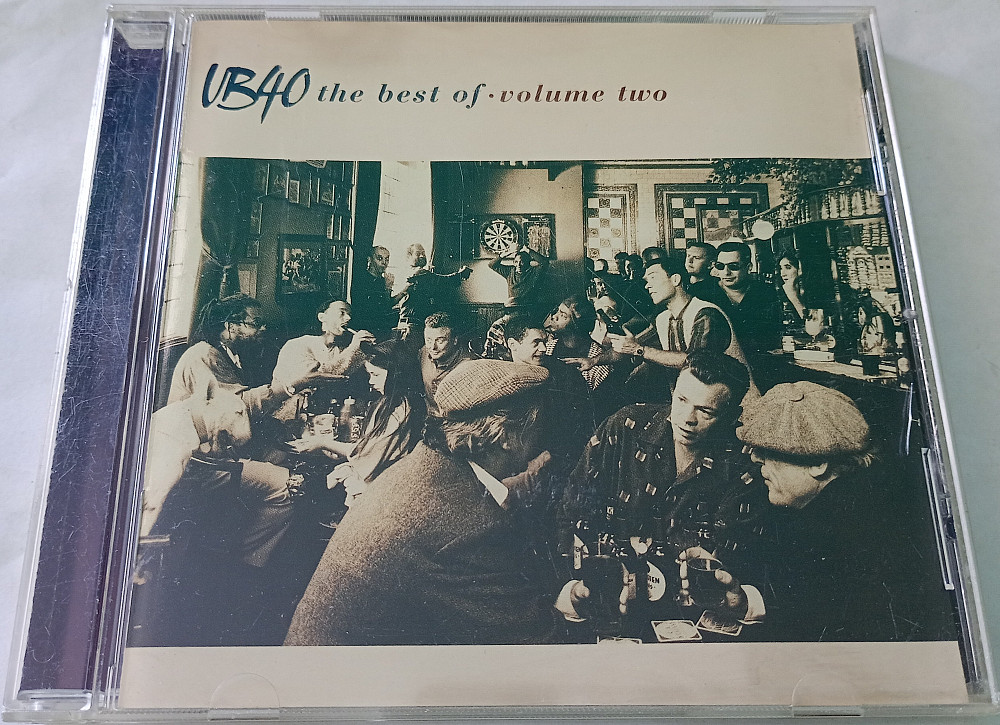 UB40 the best of · volume two